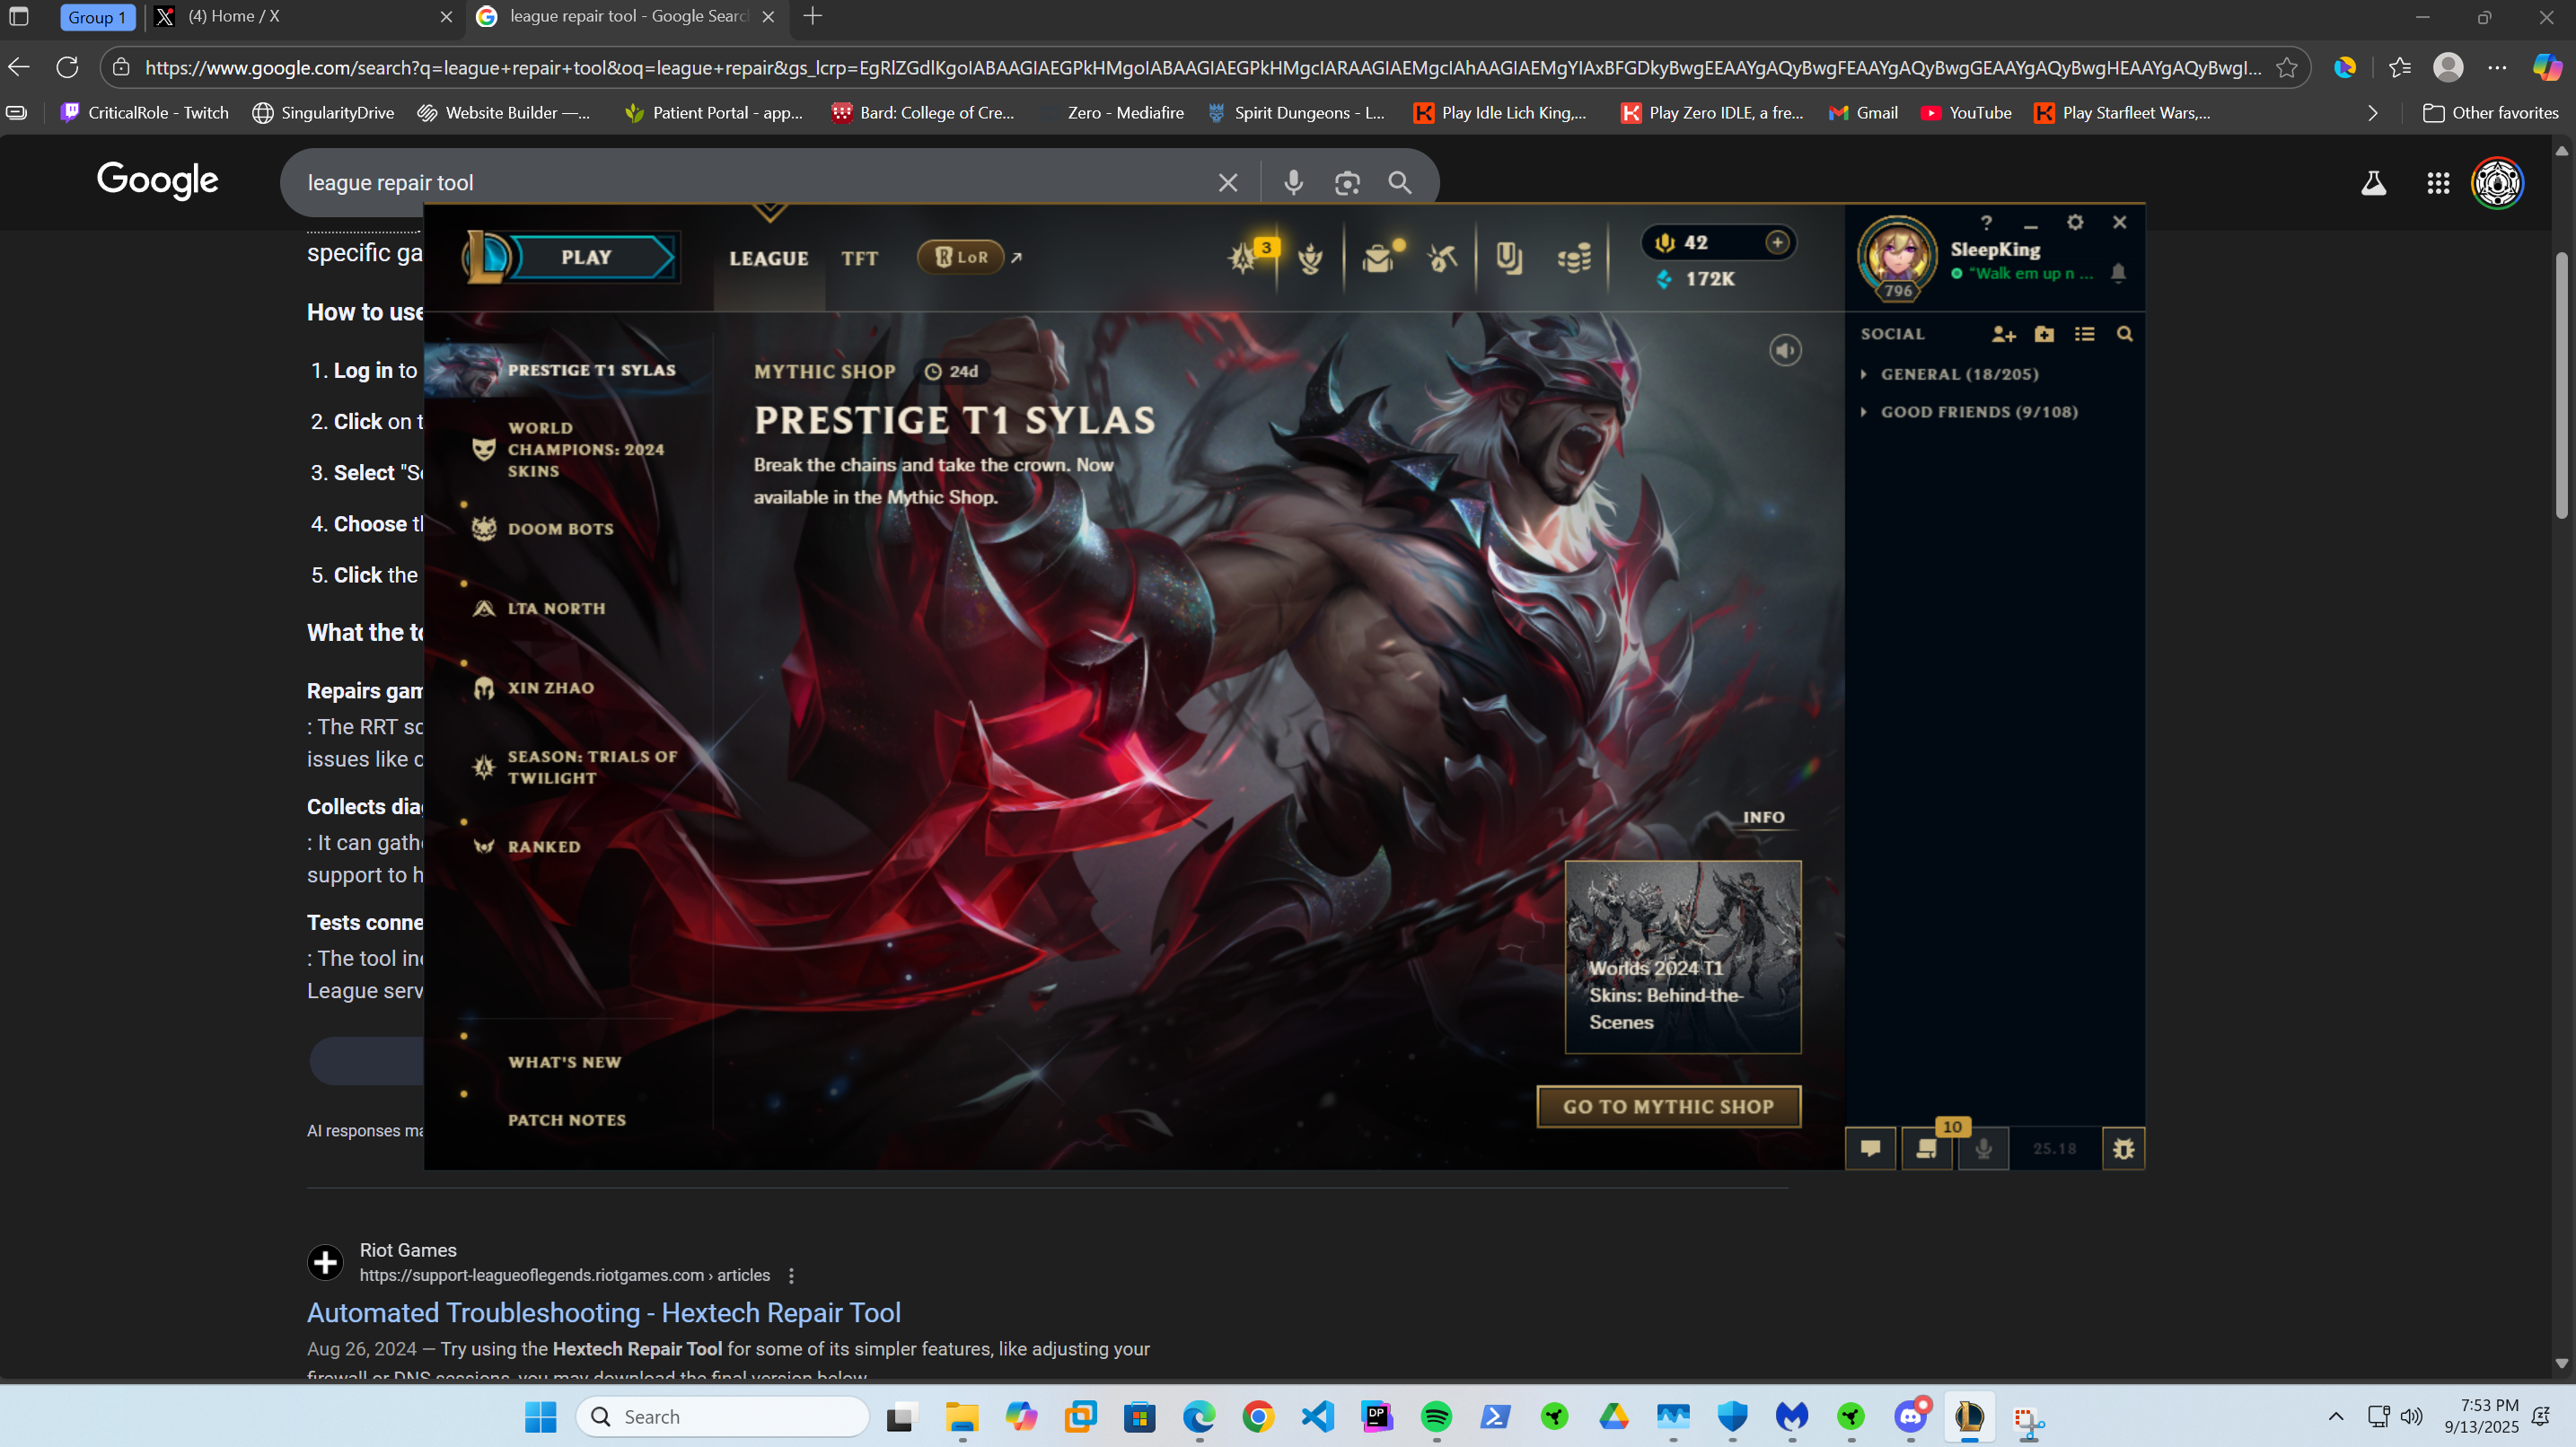 Group 1
(4) Home / X
league repair tool - Google Search
https://www.google.com/search?q=league+repair+tool&oq=league+repair&gs_lcrp=
CriticalRole - Twitch
SingularityDrive
Website Builder —...
Patient Portal - app...
Bard: College of Cre...
Zero - Mediafire
Spirit Dungeons - L...
Play Idle Lich King,...
Play Zero IDLE, a fre...
Gmail
YouTube
Play Starfleet Wars,...
Other favorites
Google
league repair tool
specific ga
How to use
1. Log in to
2. Click on t
3. Select "Se
4. Choose th
5. Click the
What the to
Repairs gam
: The RRT sc
issues like c
Collects diag
: It can gathe
support to h
Tests conne
: The tool inc
League serv
AI responses ma
PLAY
LEAGUE
TFT
LoR
3
42
172K
?
SleepKing
"Walk em up n ...
796
SOCIAL
GENERAL (18/205)
GOOD FRIENDS (9/108)
PRESTIGE T1 SYLAS
WORLD
CHAMPIONS: 2024
SKINS
DOOM BOTS
LTA NORTH
XIN ZHAO
SEASON: TRIALS OF
TWILIGHT
RANKED
WHAT'S NEW
PATCH NOTES
MYTHIC SHOP
24d
PRESTIGE T1 SYLAS
Break the chains and take the crown. Now
available in the Mythic Shop.
INFO
Worlds 2024 T1
Skins: Behind-the-
Scenes
GO TO MYTHIC SHOP
10
25.18
Riot Games
https://support-leagueoflegends.riotgames.com › articles
Automated Troubleshooting - Hextech Repair Tool
Aug 26, 2024 — Try using the Hextech Repair Tool for some of its simpler features, like adjusting your
firewall or DNS sessions, you may download the final version below.
Search
DP
7:53 PM
9/13/2025